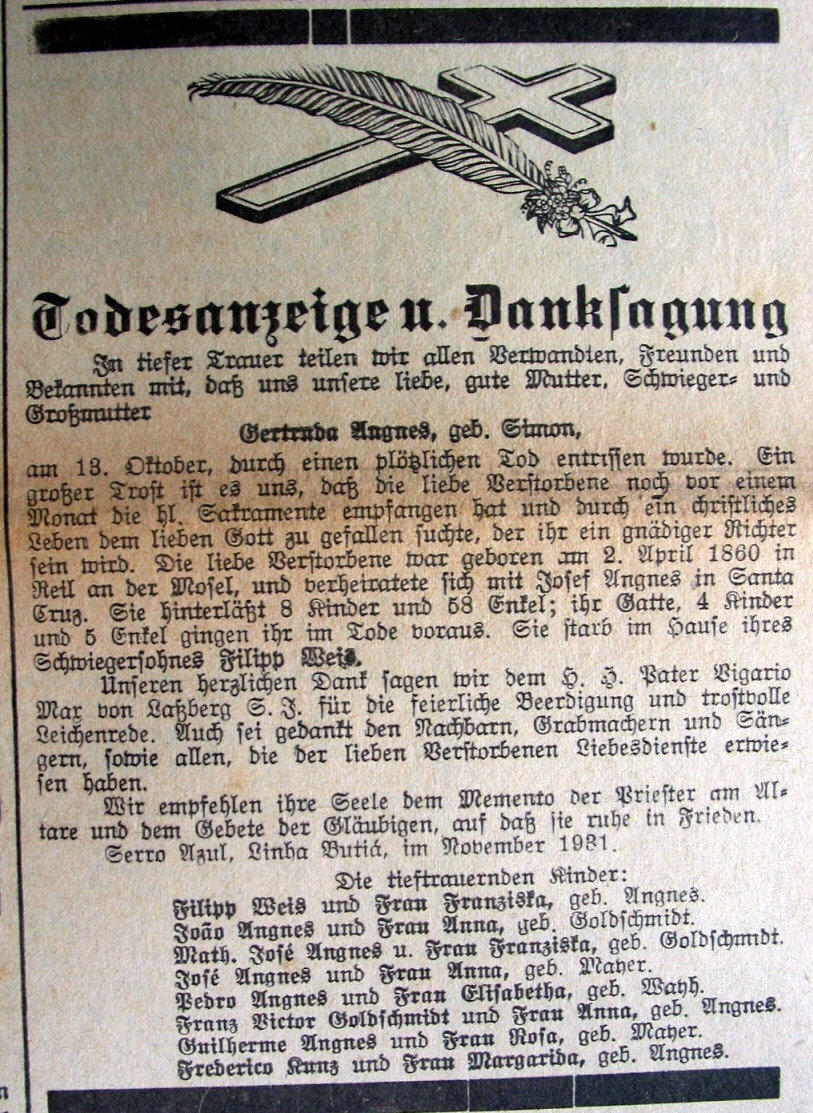 Todesanzeige u. Danksagung
In tiefer Trauer teilen wir allen Verwandten, Freunden und
Bekannten mit, daß uns unsere liebe, gute Mutter, Schwieger- und
Großmutter
Gertruda Angnes, geb. Simon,
am 13. Oktober, durch einen plötzlichen Tod entrissen wurde. Ein
großer Trost ist es uns, daß die liebe Verstorbene noch vor einem
Monat die hl. Sakramente empfangen hat und durch ein christliches
Leben dem lieben Gott zu gefallen suchte, der ihr ein gnädiger Richter
sein wird. Die liebe Verstorbene war geboren am 2. April 1860 in
Reil an der Mosel, und verheiratete sich mit Josef Angnes in Santa
Cruz. Sie hinterläßt 8 Kinder und 58 Enkel; ihr Gatte, 4 Kinder
und 5 Enkel gingen ihr im Tode voraus. Sie starb im Hause ihres
Schwiegersohnes Filipp Weis.
Unseren herzlichen Dank sagen wir dem H. H. Pater Vigario
Max von Laßberg S. J. für die feierliche Beerdigung und trostvolle
Leichenrede. Auch sei gedankt den Nachbarn, Grabmachern und Sän-
gern, sowie allen, die der lieben Verstorbenen Liebesdienste erwie-
sen haben.
Wir empfehlen ihre Seele dem Memento der Priester am Al-
tare und dem Gebete der Gläubigen, auf daß sie ruhe in Frieden.
Serro Azul, Linha Butiá, im November 1931.
Die tieftrauernden Kinder:
Filipp Weis und Frau Franziska, geb. Angnes.
João Angnes und Frau Anna, geb. Goldschmidt.
Math. José Angnes u. Frau Franziska, geb. Goldschmidt.
José Angnes und Frau Anna, geb. Mayer.
Pedro Angnes und Frau Elisabetha, geb. Wayh.
Franz Victor Goldschmidt und Frau Anna, geb. Angnes.
Guilherme Angnes und Frau Rosa, geb. Mayer.
Frederico Kunz und Frau Margarida, geb. Angnes.